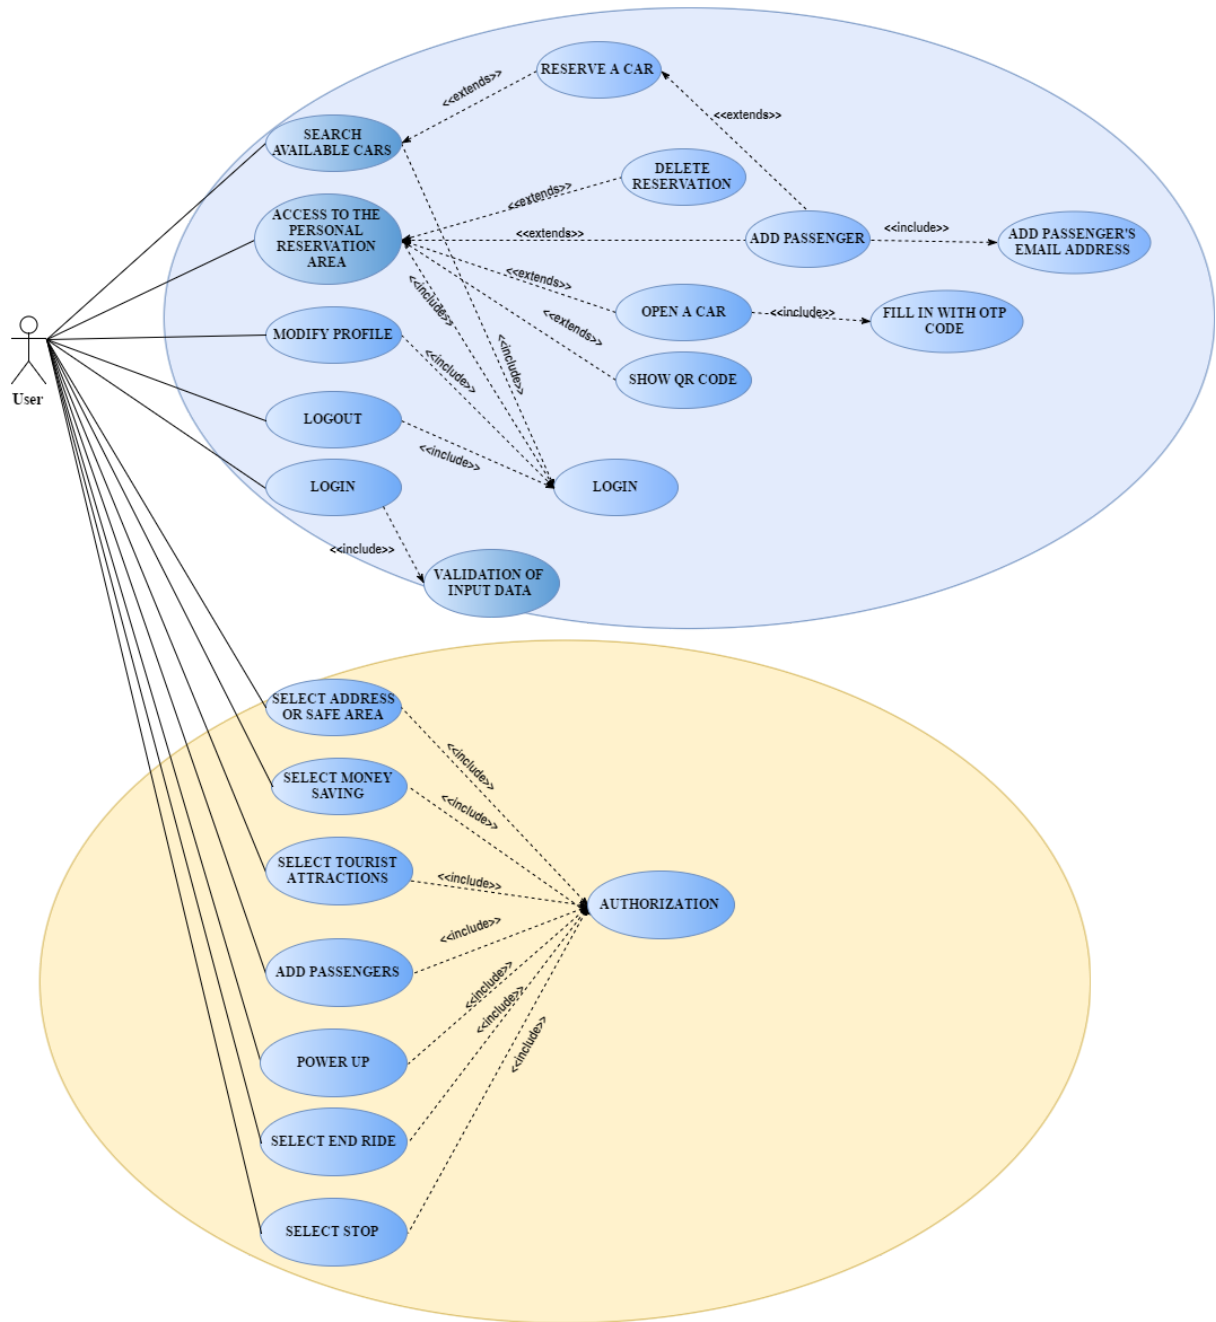 RESERVE A CAR
<<extends>>
<<extends>>
SEARCH
AVAILABLE CARS
DELETE
RESERVATION
<<extends>>
ACCESS TO THE
PERSONAL
RESERVATION
AREA
<<extends>>
ADD PASSENGER
<<include>>
ADD PASSENGER'S
EMAIL ADDRESS
<<extends>>
<<include>>
OPEN A CAR
<<include>>
FILL IN WITH OTP
CODE
<<extends>>
User
MODIFY PROFILE
<<include>>
<<include>>
SHOW QR CODE
LOGOUT
<<include>>
LOGIN
LOGIN
<<include>>
VALIDATION OF
INPUT DATA
SELECT ADDRESS
OR SAFE AREA
<<include>>
SELECT MONEY
SAVING
<<include>>
SELECT TOURIST
ATTRACTIONS
<<include>>
AUTHORIZATION
<<include>>
ADD PASSENGERS
<<include>>
<<include>>
<<include>>
POWER UP
SELECT END RIDE
SELECT STOP